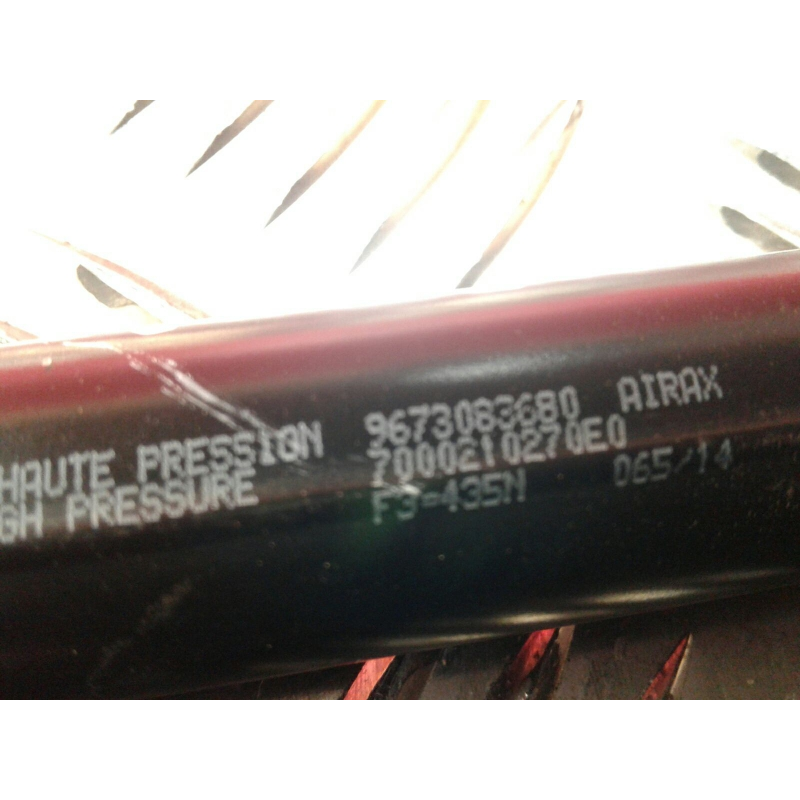 HAUTE PRESSION 9673083680 AIRAX
GH PRESSURE 7000210270E0
F3=435N 065/14